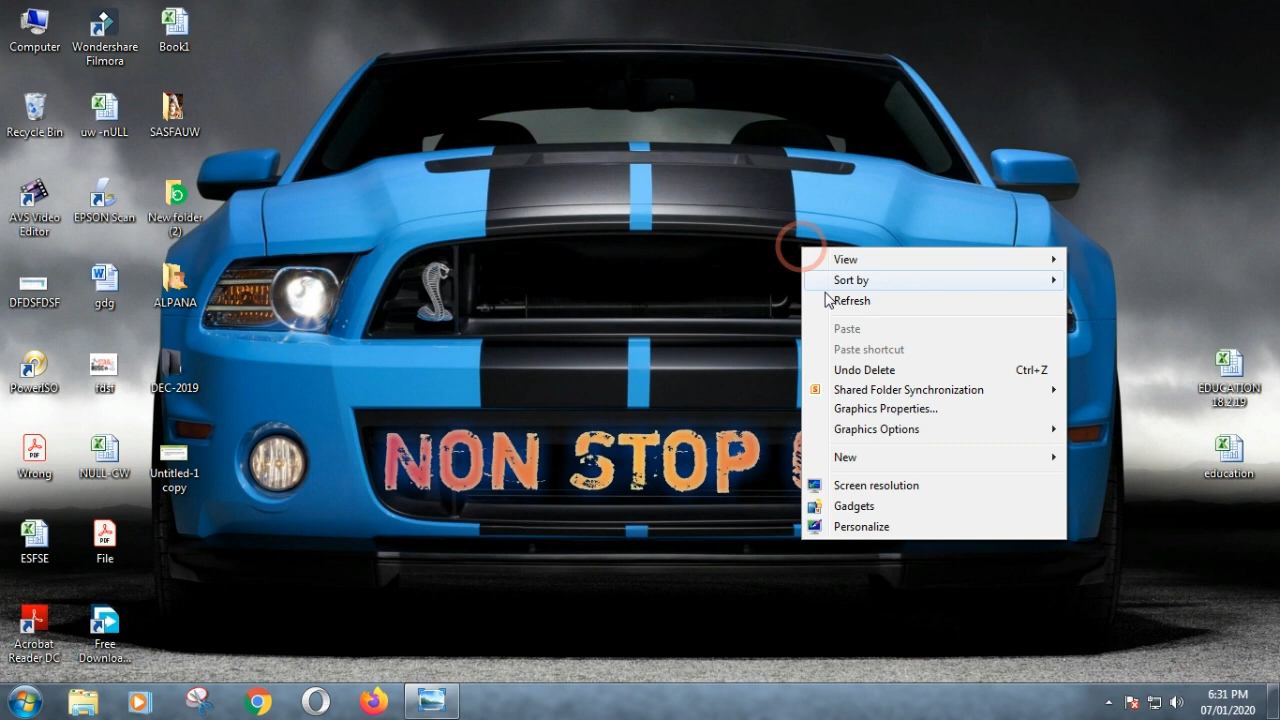 Computer
Wondershare
Filmora
Book1
Recycle Bin
uw -nULL
SASFAUW
AVS Video
Editor
EPSON Scan
New folder
(2)
DFDSFDSF
gdg
ALPANA
PowerISO
fdsf
DEC-2019
Wrong
NULL-CW
Untitled-1
copy
ESFSE
File
Acrobat
Reader DC
Free
Downloa...
EDUCATION
18.2.19
education
NON STOP
View
Sort by
Refresh
Paste
Paste shortcut
Undo Delete Ctrl+Z
Shared Folder Synchronization
Graphics Properties...
Graphics Options
New
Screen resolution
Gadgets
Personalize
6:31 PM
07/01/2020